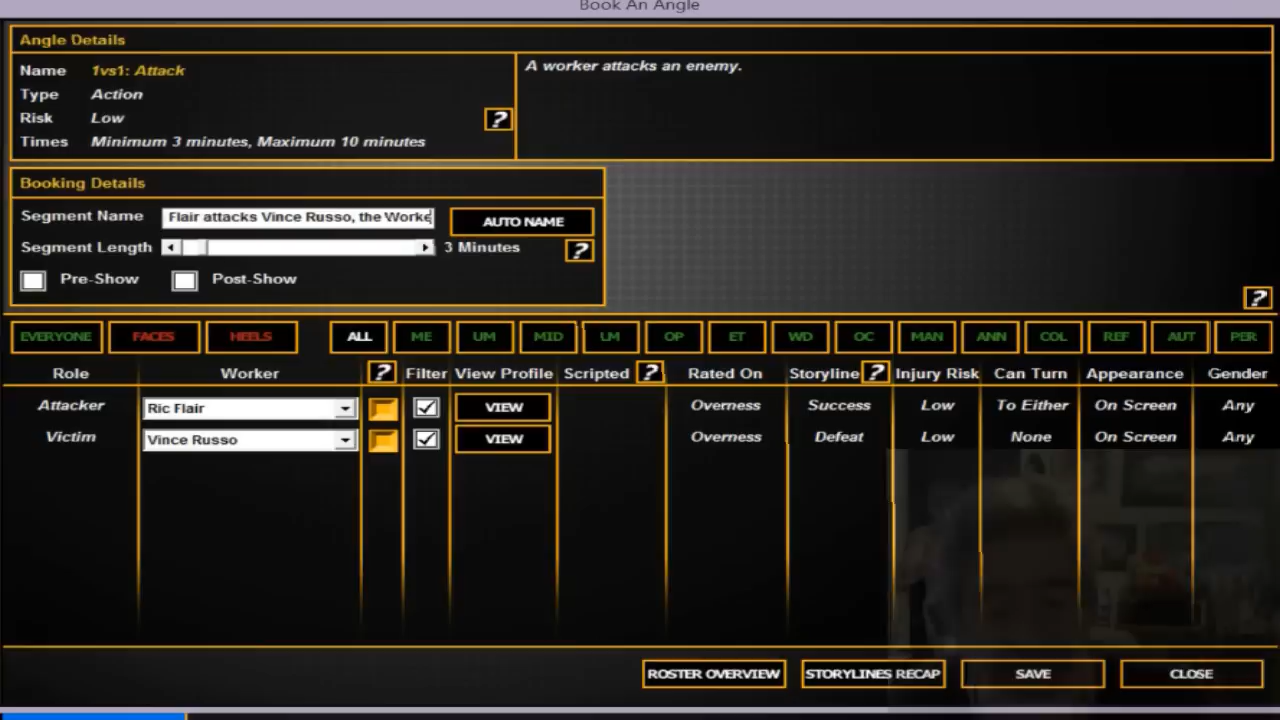 Book An Angle
Angle Details
Name 1vs1: Attack
Type Action
Risk Low
Times Minimum 3 minutes, Maximum 10 minutes
?
A worker attacks an enemy.
Booking Details
Segment Name Flair attacks Vince Russo, the Worke AUTO NAME
Segment Length 3 Minutes ?
Pre-Show Post-Show
?
EVERYONE FACES HEELS ALL ME UM MID LM OP ET WD OC MAN ANN COL REF AUT PER
Role Worker ? Filter View Profile Scripted ? Rated On Storyline ? Injury Risk Can Turn Appearance Gender
Attacker Ric Flair VIEW Overness Success Low To Either On Screen Any
Victim Vince Russo VIEW Overness Defeat Low None On Screen Any
ROSTER OVERVIEW STORYLINES RECAP SAVE CLOSE